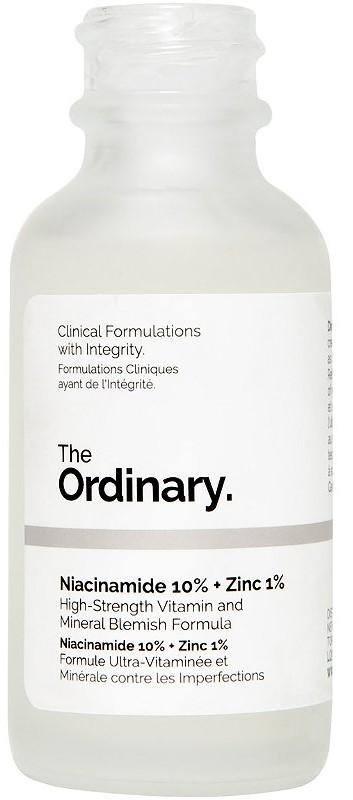 Clinical Formulations
with Integrity.
Formulations Cliniques
ayant de l'Intégrité.
The
Ordinary.
Niacinamide 10% + Zinc 1%
High-Strength Vitamin and
Mineral Blemish Formula
Niacinamide 10% + Zinc 1%
Formule Ultra-Vitaminée et
Minérale contre les Imperfections